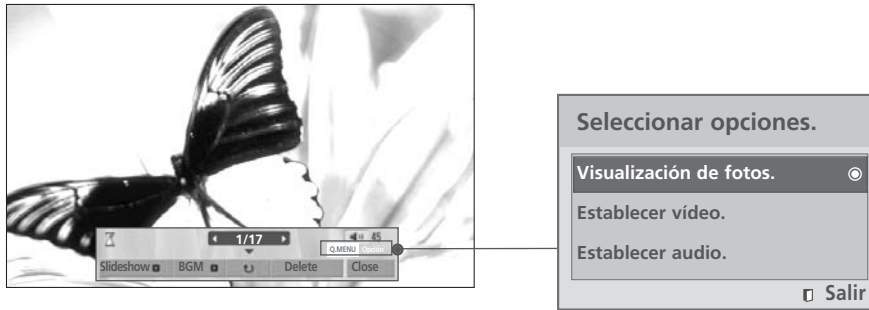 1/17
45
Q.MENU Opción
Slideshow BGM Delete Close
Seleccionar opciones.
Visualización de fotos.
Establecer vídeo.
Establecer audio.
Salir